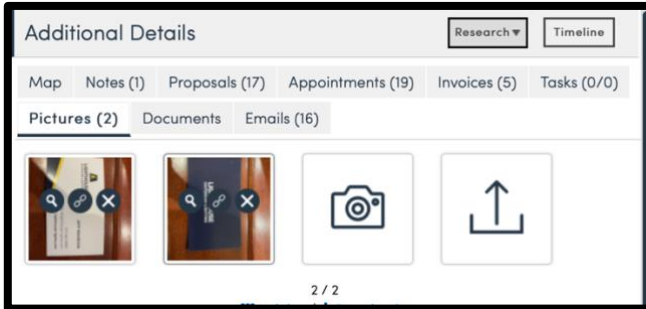 Additional Details
Research ▼
Timeline
Map
Notes (1)
Proposals (17)
Appointments (19)
Invoices (5)
Tasks (0/0)
Pictures (2)
Documents
Emails (16)
2 / 2